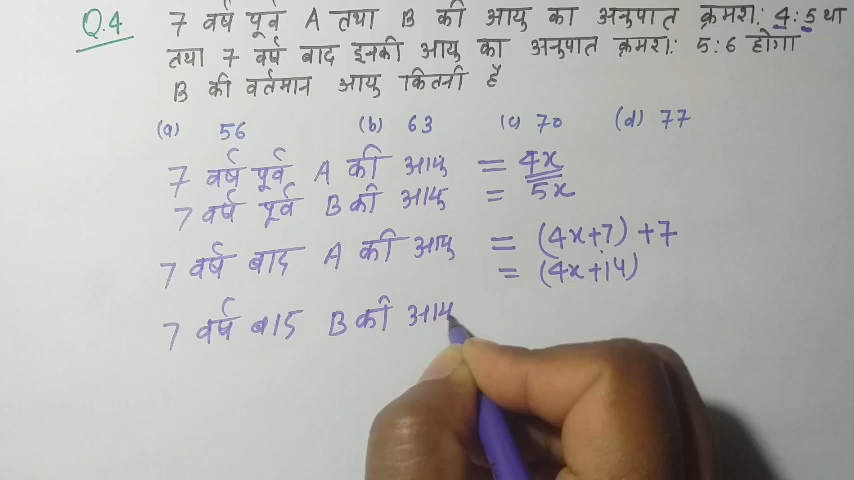 Q.4 7 वर्ष पूर्व A तथा B की आयु का अनुपात क्रमश: 4:5 था
तथा 7 वर्ष बाद इनकी आयु का अनुपात क्रमश: 5:6 होगा
B की वर्तमान आयु कितनी है
(a) 56 (b) 63 (c) 70 (d) 77
7 वर्ष पूर्व A की आयु = 4x
7 वर्ष पूर्व B की आयु = 5x
7 वर्ष बाद A की आयु = (4x+7)+7
= (4x+14)
7 वर्ष बाद B की आयु